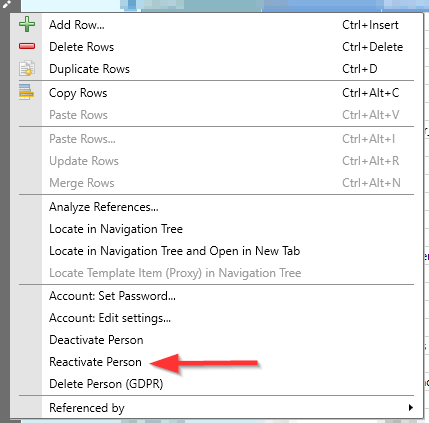 Add Row... Ctrl+Insert
Delete Rows Ctrl+Delete
Duplicate Rows Ctrl+D
Copy Rows Ctrl+Alt+C
Paste Rows Ctrl+Alt+V
Paste Rows... Ctrl+Alt+I
Update Rows Ctrl+Alt+R
Merge Rows Ctrl+Alt+N
Analyze References...
Locate in Navigation Tree
Locate in Navigation Tree and Open in New Tab
Locate Template Item (Proxy) in Navigation Tree
Account: Set Password...
Account: Edit settings...
Deactivate Person
Reactivate Person
Delete Person (GDPR)
Referenced by